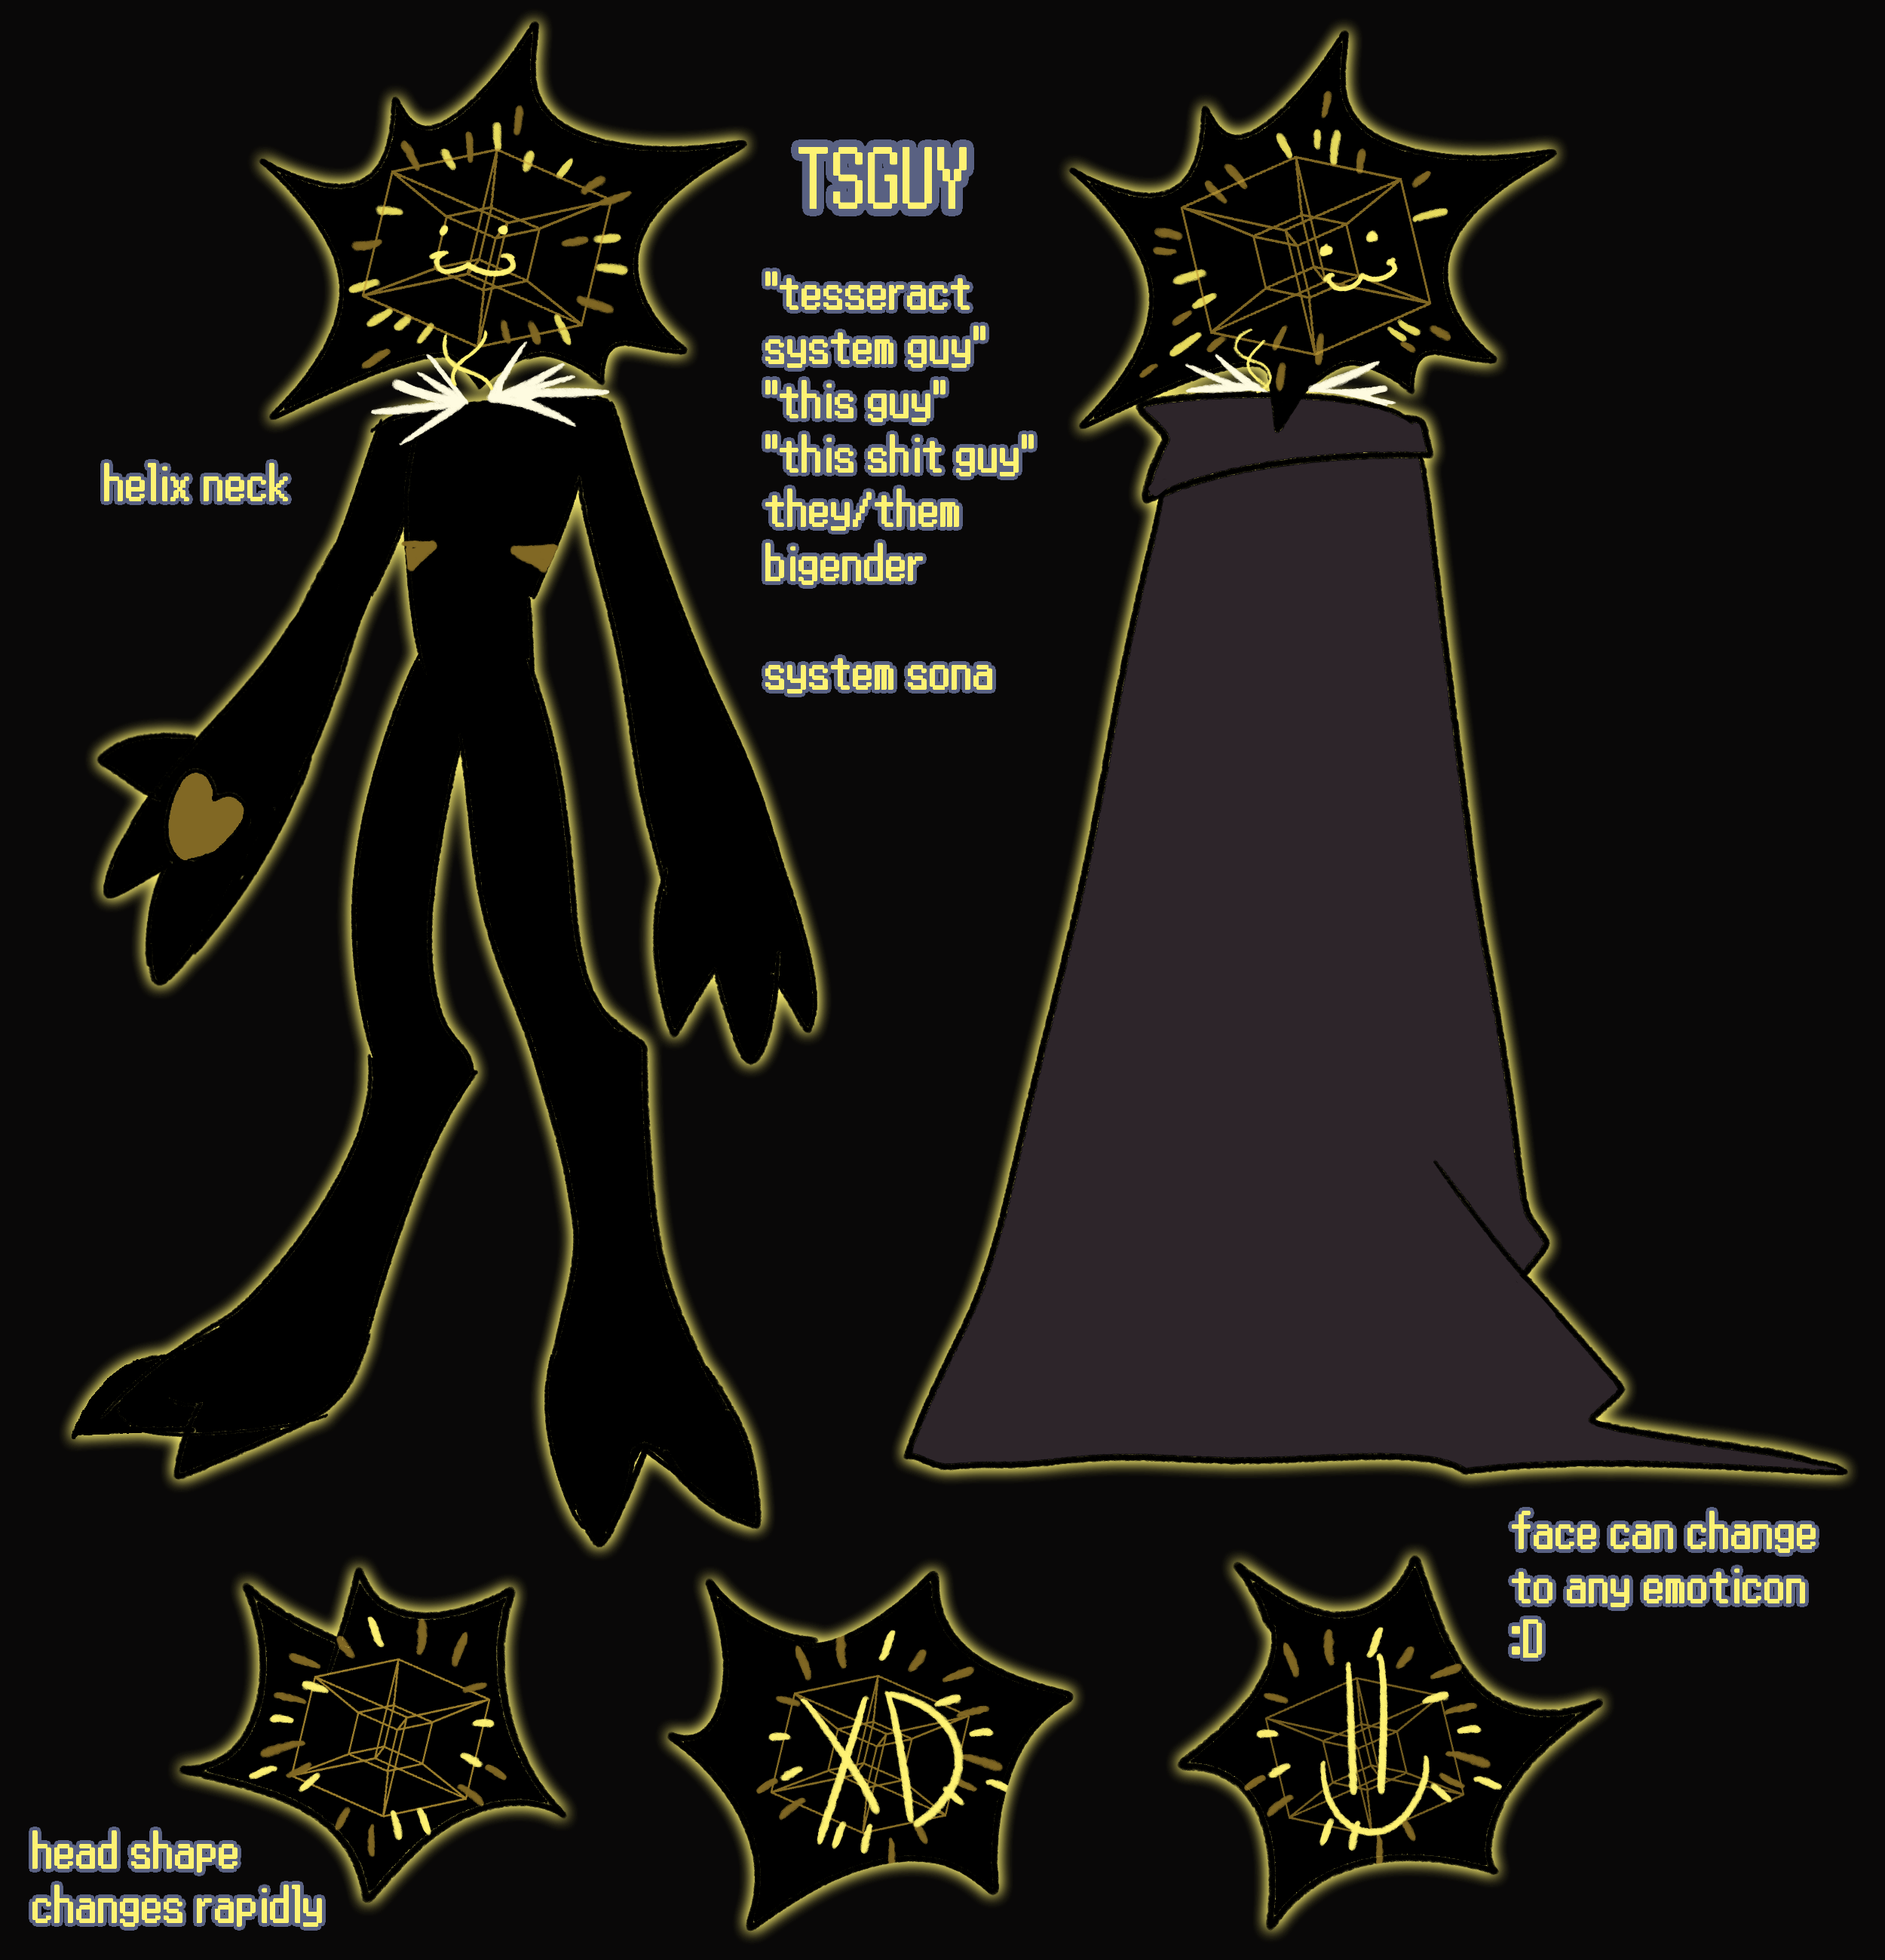 TSGUY
"tesseract
system guy"
"this guy"
"this shit guy"
they/them
bigender
system sona
helix neck
face can change
to any emoticon
:D
XD
head shape
changes rapidly